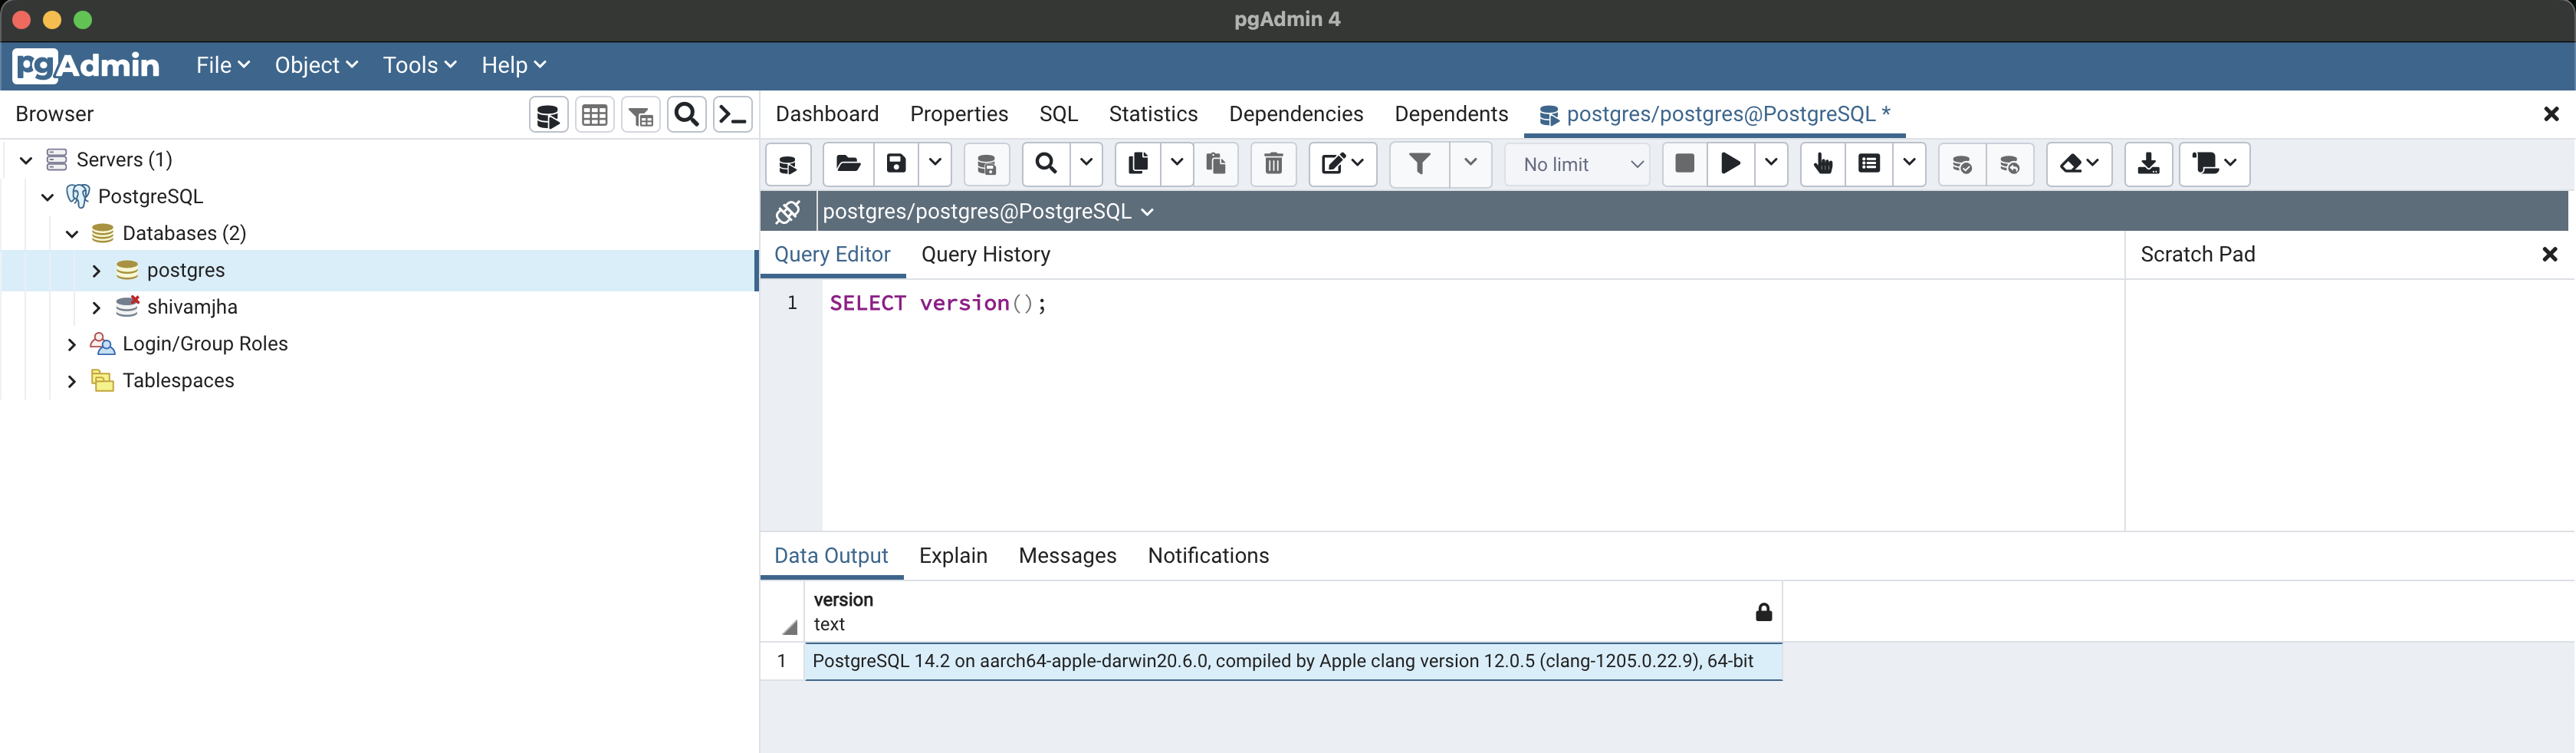 pgAdmin 4
pgAdmin File Object Tools Help
Browser
Dashboard Properties SQL Statistics Dependencies Dependents postgres/postgres@PostgreSQL *
Servers (1)
PostgreSQL
Databases (2)
postgres
shivamjha
Login/Group Roles
Tablespaces
No limit
postgres/postgres@PostgreSQL
Query Editor Query History
Scratch Pad
1 SELECT version();
Data Output Explain Messages Notifications
version
text
1 PostgreSQL 14.2 on aarch64-apple-darwin20.6.0, compiled by Apple clang version 12.0.5 (clang-1205.0.22.9), 64-bit